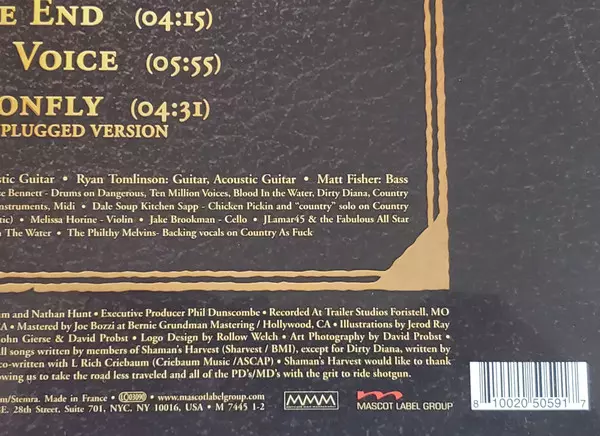 E END (04:15)
VOICE (05:55)
ONFLY (04:31)
PLUGGED VERSION
stic Guitar • Ryan Tomlinson: Guitar, Acoustic Guitar • Matt Fisher: Bass
e Bennett - Drums on Dangerous, Ten Million Voices, Blood In the Water, Dirty Diana, Country
nstruments, Midi • Dale Soup Kitchen Sapp - Chicken Pickin and "country" solo on Country
tic) • Melissa Horine - Violin • Jake Brookman - Cello • JLamar45 & the Fabulous All Star
n The Water • The Philthy Melvins- Backing vocals on Country As Fuck
m and Nathan Hunt • Executive Producer Phil Dunscombe • Recorded At Trailer Studios Foristell, MO
CA • Mastered by Joe Bozzi at Bernie Grundman Mastering / Hollywood, CA • Illustrations by Jerod Ray
ohn Gierse & David Probst • Logo Design by Rollow Welch • Art Photography by David Probst •
ll songs written by members of Shaman's Harvest (Sharvest / BMI), except for Dirty Diana, written by
co-written with L Rich Criebaum (Criebaum Music/ASCAP) • Shaman's Harvest would like to thank
owing us to take the road less traveled and all of the PD's/MD's with the grit to ride shotgun.
m/Stemra. Made in France • LC 03090 • www.mascotlabelgroup.com
E. 28th Street, Suite 701, NYC, NY 10016, USA • M 7445 1-2
MASCOT LABEL GROUP
8 10020 50591 7